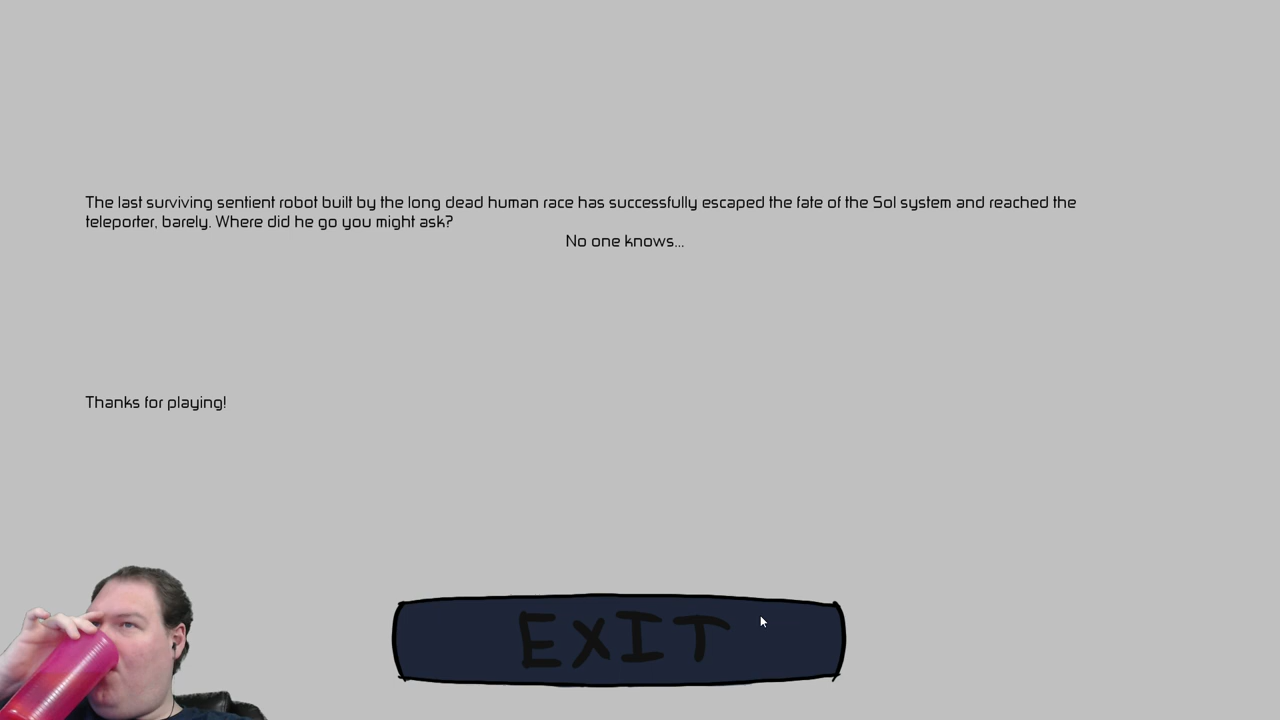 The last surviving sentient robot built by the long dead human race has successfully escaped the fate of the Sol system and reached the
teleporter, barely. Where did he go you might ask?
No one knows...
Thanks for playing!
EXIT